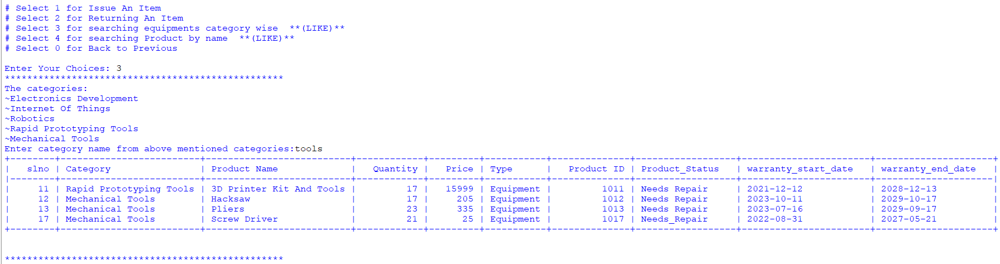 # Select 1 for Issue An Item
# Select 2 for Returning An Item
# Select 3 for searching equipments category wise  **(LIKE)**
# Select 4 for searching Product by name  **(LIKE)**
# Select 0 for Back to Previous
Enter Your Choices: 3
**************************************************
The categories:
~Electronics Development
~Internet Of Things
~Robotics
~Rapid Prototyping Tools
~Mechanical Tools
Enter category name from above mentioned categories:tools
+--------+-------------------------+--------------------------+------------+---------+-----------+--------------+------------------+-----------------------+---------------------+
|   slno | Category                | Product Name             |   Quantity |   Price | Type      |   Product ID | Product_Status   | warranty_start_date   | warranty_end_date   |
|--------+-------------------------+--------------------------+------------+---------+-----------+--------------+------------------+-----------------------+---------------------|
|     11 | Rapid Prototyping Tools | 3D Printer Kit And Tools |         17 |   15999 | Equipment |         1011 | Needs Repair     | 2021-12-12            | 2028-12-13          |
|     12 | Mechanical Tools        | Hacksaw                  |         17 |     205 | Equipment |         1012 | Needs Repair     | 2023-10-11            | 2029-10-17          |
|     13 | Mechanical Tools        | Pliers                   |         23 |     335 | Equipment |         1013 | Needs Repair     | 2023-07-16            | 2029-09-17          |
|     17 | Mechanical Tools        | Screw Driver             |         21 |      25 | Equipment |         1017 | Needs_Repair     | 2022-08-31            | 2027-05-21          |
+--------+-------------------------+--------------------------+------------+---------+-----------+--------------+------------------+-----------------------+---------------------+
**************************************************